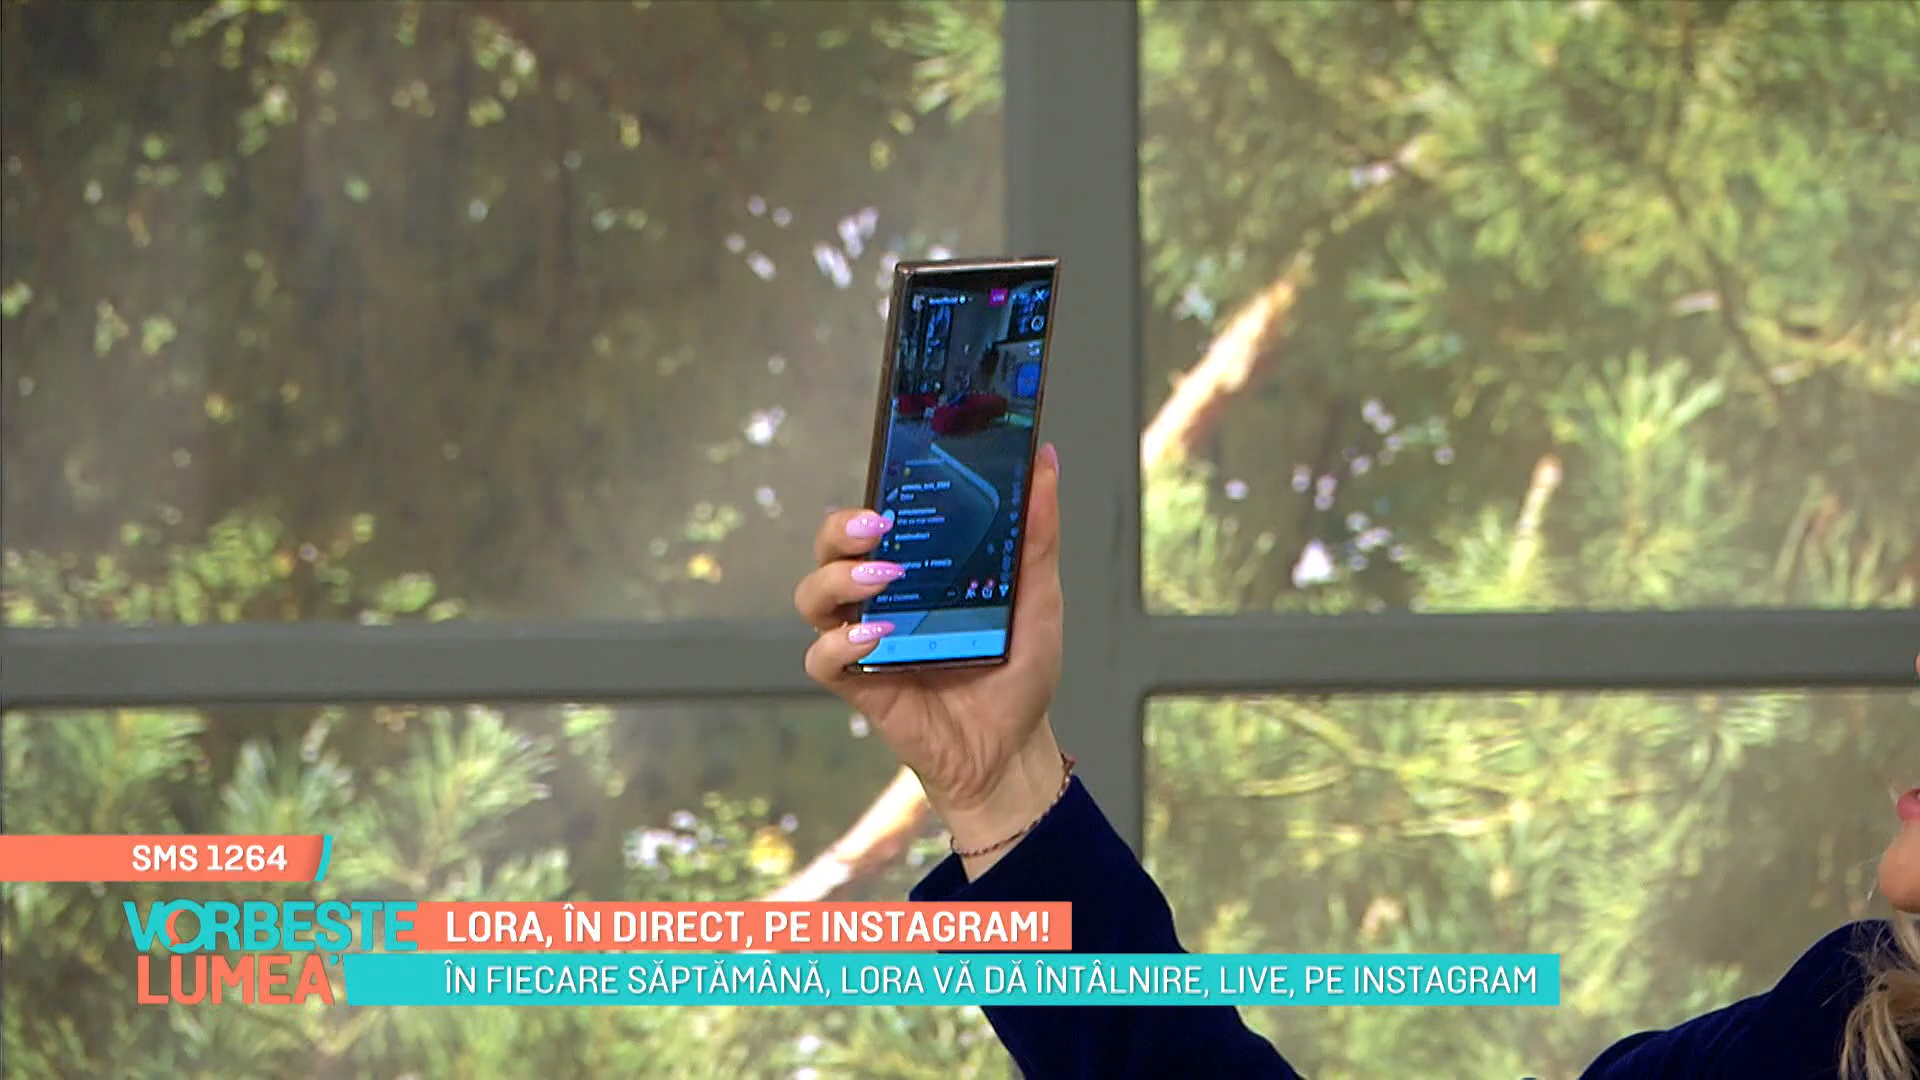 SMS 1264
VORBEȘTE
LUMEA
LORA, ÎN DIRECT, PE INSTAGRAM!
ÎN FIECARE SĂPTĂMÂNĂ, LORA VĂ DĂ ÎNTÂLNIRE, LIVE, PE INSTAGRAM